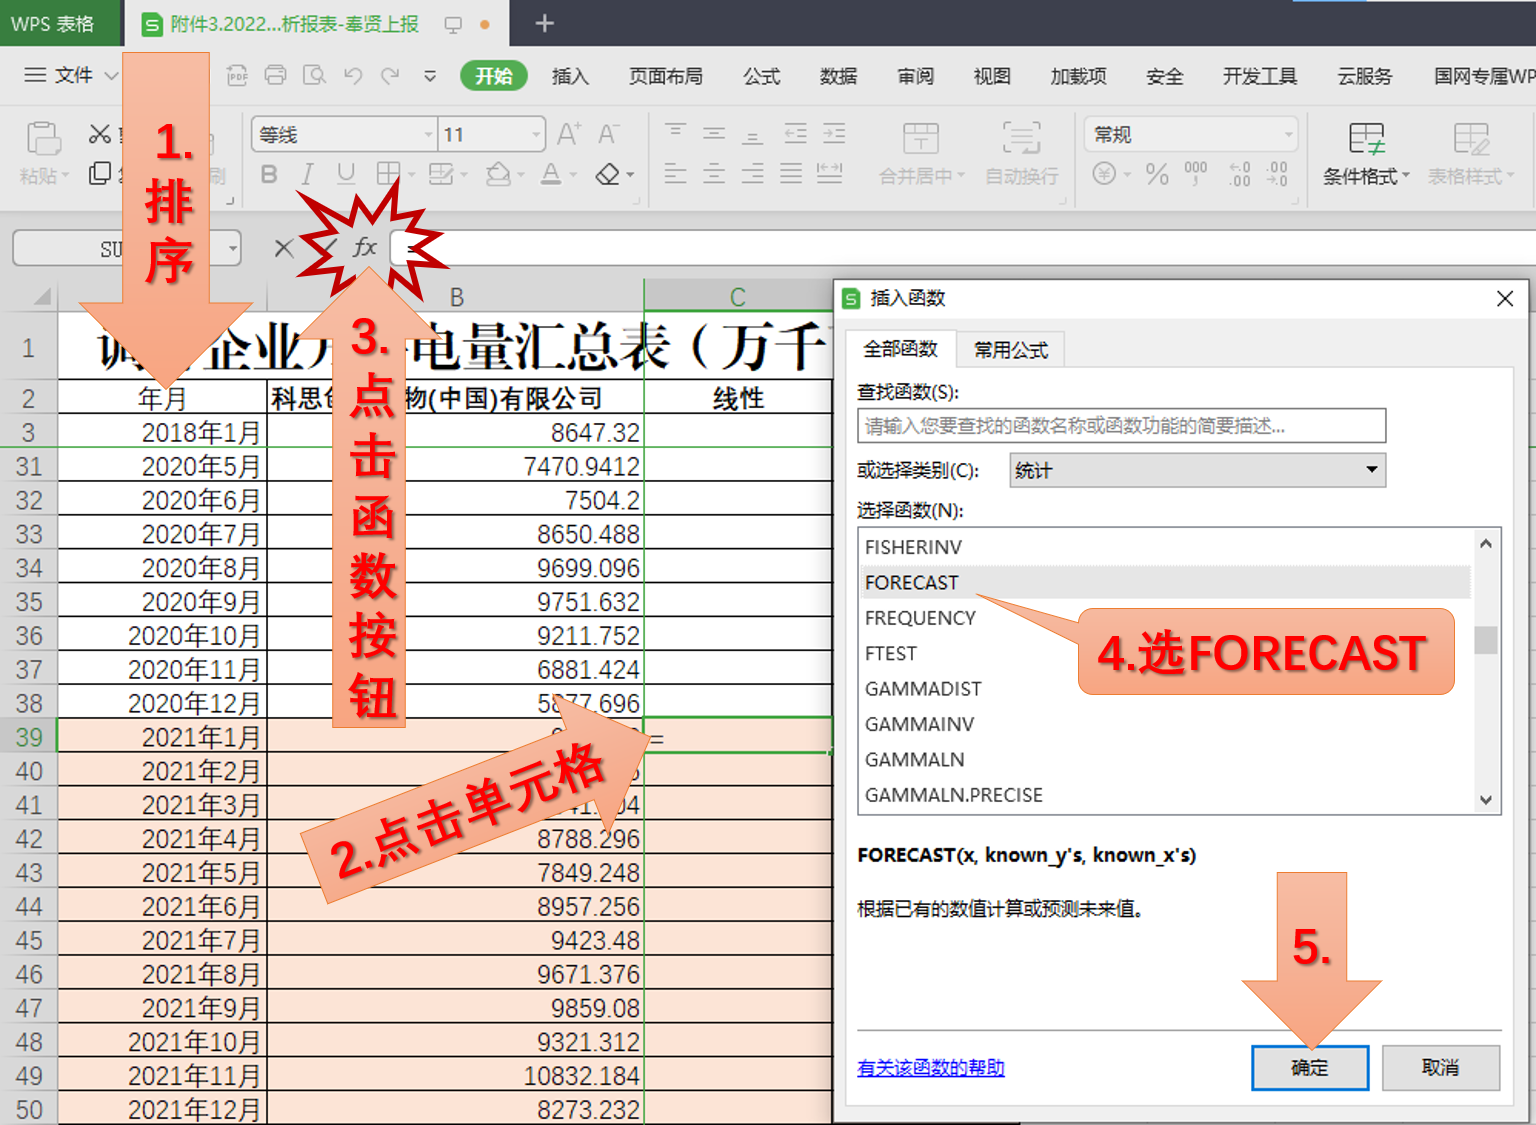 WPS 表格
S 附件3.2022...析报表-奉贤上报
文件
开始 插入 页面布局 公式 数据 审阅 视图 加载项 安全 开发工具 云服务 国网专属WP
粘贴
等线 11
B I U A
合并居中 自动换行
常规
条件格式 表格样式
SU
fx =
1.
排
序
3.
点
击
函
数
按
钮
2.点击单元格
4.选FORECAST
5.
B C
1 企业 电量汇总表（万千
2 年月 科思 物(中国)有限公司 线性
3 2018年1月 8647.32
31 2020年5月 7470.9412
32 2020年6月 7504.2
33 2020年7月 8650.488
34 2020年8月 9699.096
35 2020年9月 9751.632
36 2020年10月 9211.752
37 2020年11月 6881.424
38 2020年12月 .696
39 2021年1月 =
40 2021年2月
41 2021年3月
42 2021年4月 8788.296
43 2021年5月 7849.248
44 2021年6月 8957.256
45 2021年7月 9423.48
46 2021年8月 9671.376
47 2021年9月 9859.08
48 2021年10月 9321.312
49 2021年11月 10832.184
50 2021年12月 8273.232
S 插入函数
全部函数 常用公式
查找函数(S):
请输入您要查找的函数名称或函数功能的简要描述...
或选择类别(C): 统计
选择函数(N):
FISHERINV
FORECAST
FREQUENCY
FTEST
GAMMADIST
GAMMAINV
GAMMALN
GAMMALN.PRECISE
FORECAST(x, known_y's, known_x's)
根据已有的数值计算或预测未来值。
有关该函数的帮助
确定 取消